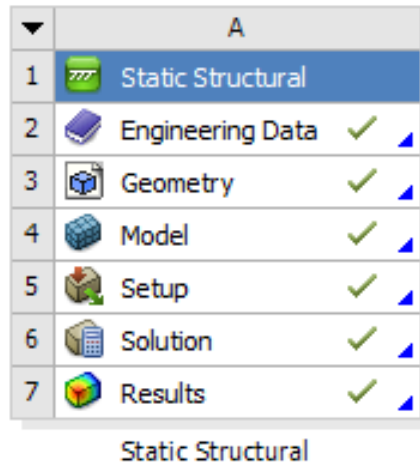 A
1 Static Structural
2 Engineering Data
3 Geometry
4 Model
5 Setup
6 Solution
7 Results
Static Structural